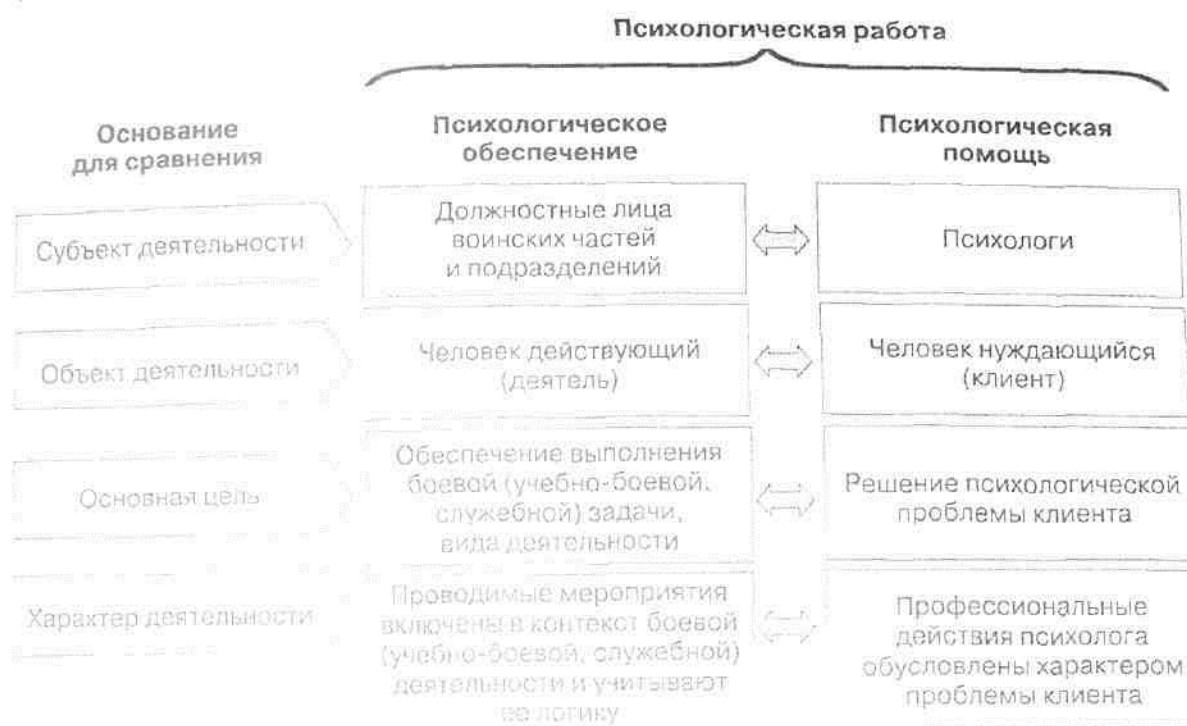 Психологическая работа
Основание
для сравнения
Психологическое
обеспечение
Психологическая
помощь
Субъект деятельности
Должностные лица
воинских частей
и подразделений
Психологи
Объект деятельности
Человек действующий
(деятель)
Человек нуждающийся
(клиент)
Основная цель
Обеспечение выполнения
боевой (учебно-боевой,
служебной) задачи,
вида деятельности
Решение психологической
проблемы клиента
Характер деятельности
Проводимые мероприятия
включены в контекст боевой
(учебно-боевой, служебной)
деятельности и учитывают
ее логику
Профессиональные
действия психолога
обусловлены характером
проблемы клиента